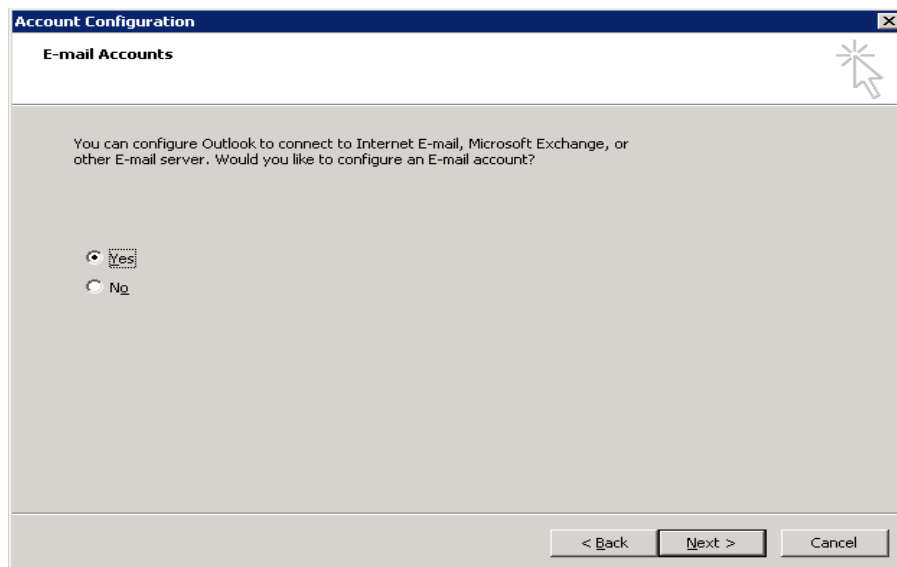 Account Configuration
E-mail Accounts
You can configure Outlook to connect to Internet E-mail, Microsoft Exchange, or
other E-mail server. Would you like to configure an E-mail account?
Yes
No
< Back Next > Cancel